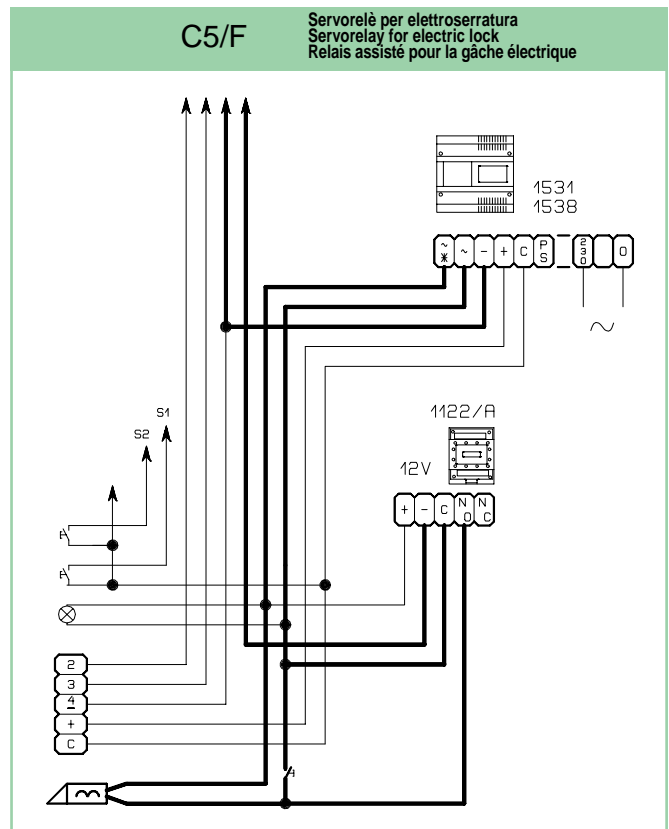 C5/F
Servorelè per elettroserratura
Servorelay for electric lock
Relais assisté pour la gâche électrique
1531
1538
~* ~ - + C PS 230 0
~
S1
S2
1122/A
12V
+ - C NO NC
2
3
4
+
C